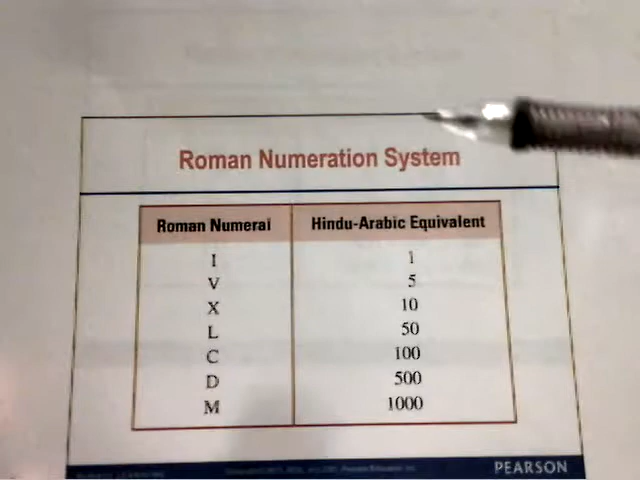 Roman Numeration System
Roman Numeral Hindu-Arabic Equivalent
I 1
V 5
X 10
L 50
C 100
D 500
M 1000
PEARSON